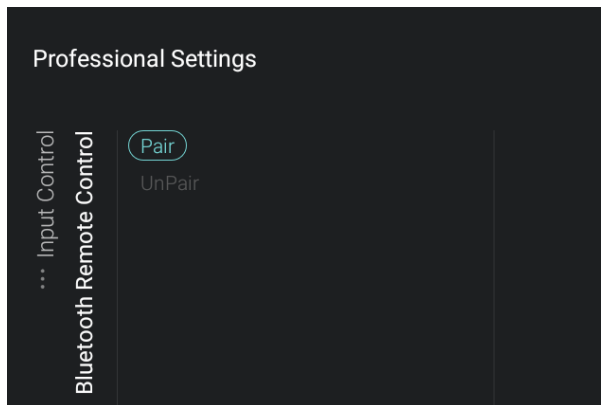 Professional Settings
··· Input Control
Bluetooth Remote Control
Pair
UnPair